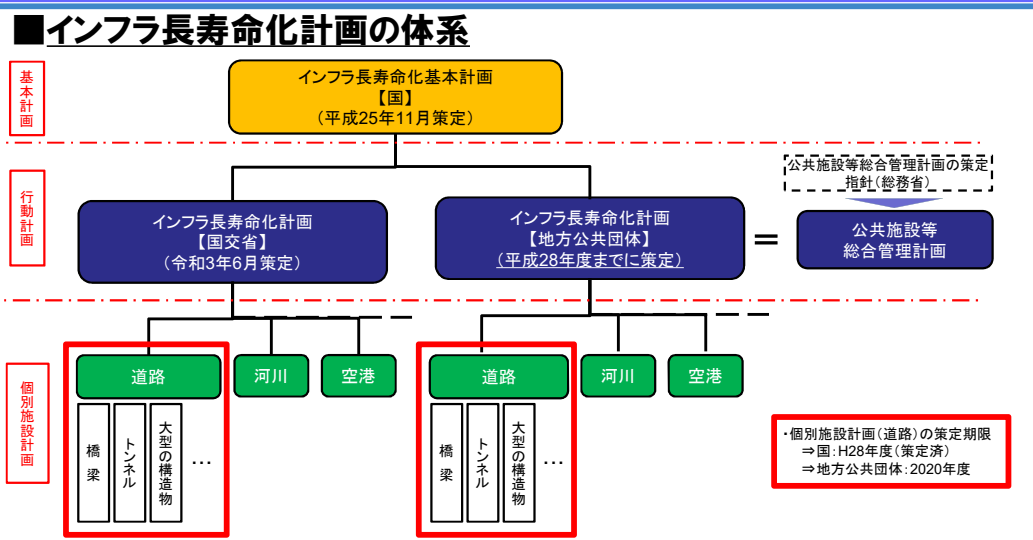 ■インフラ長寿命化計画の体系
基本計画
インフラ長寿命化基本計画
【国】
（平成25年11月策定）
行動計画
インフラ長寿命化計画
【国交省】
（令和3年6月策定）
インフラ長寿命化計画
【地方公共団体】
（平成28年度までに策定）
＝
公共施設等総合管理計画の策定
指針（総務省）
公共施設等
総合管理計画
個別施設計画
道路
河川
空港
橋梁
トンネル
大型の構造物
…
道路
河川
空港
橋梁
トンネル
大型の構造物
…
・個別施設計画（道路）の策定期限
⇒国：H28年度（策定済）
⇒地方公共団体：2020年度